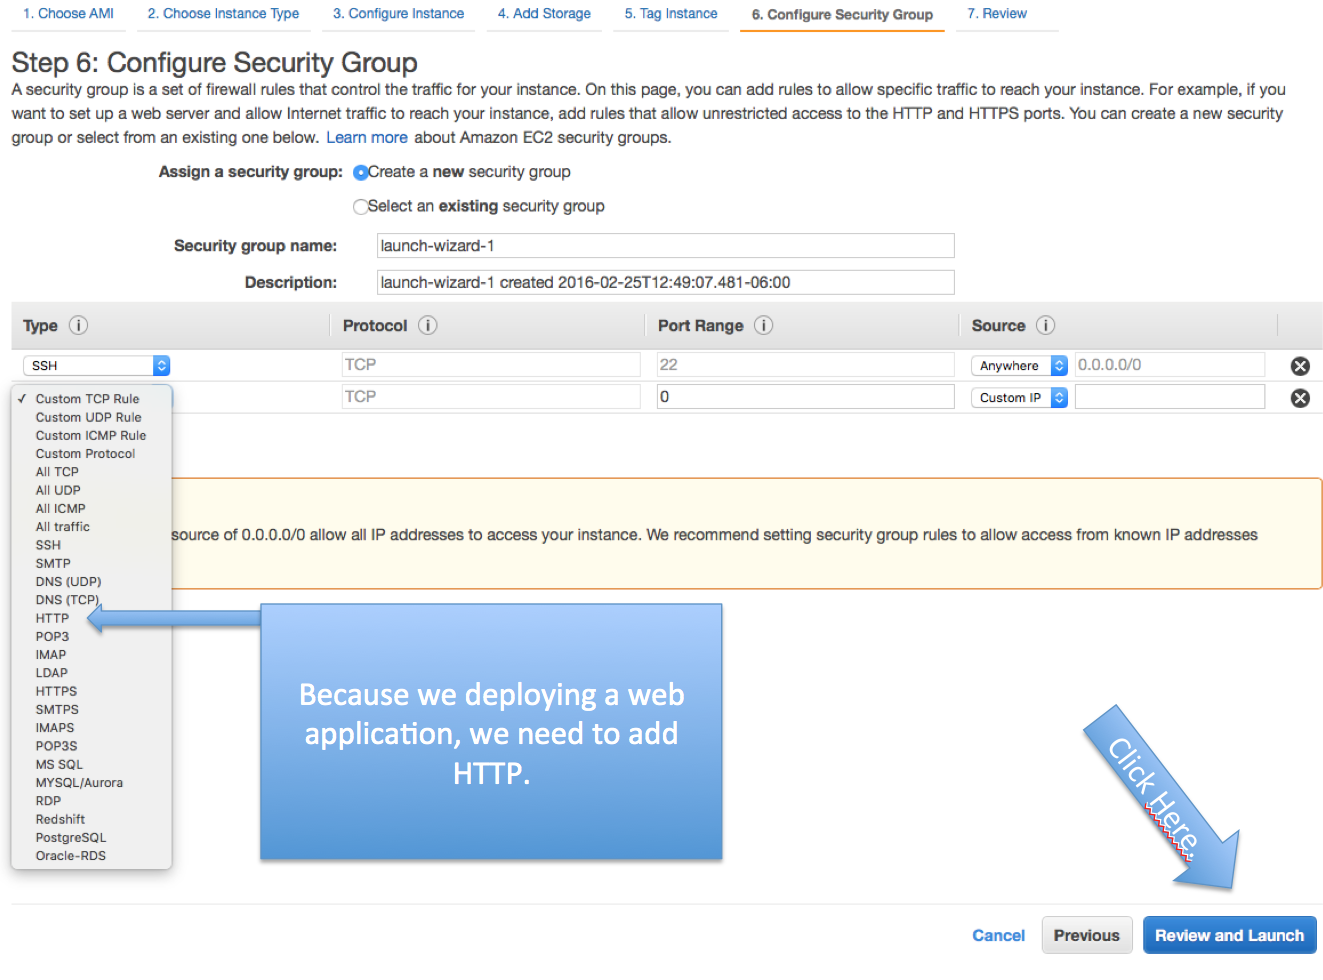 1. Choose AMI 2. Choose Instance Type 3. Configure Instance 4. Add Storage 5. Tag Instance 6. Configure Security Group 7. Review
Step 6: Configure Security Group
A security group is a set of firewall rules that control the traffic for your instance. On this page, you can add rules to allow specific traffic to reach your instance. For example, if you
want to set up a web server and allow Internet traffic to reach your instance, add rules that allow unrestricted access to the HTTP and HTTPS ports. You can create a new security
group or select from an existing one below. Learn more about Amazon EC2 security groups.
Assign a security group: Create a new security group
Select an existing security group
Security group name: launch-wizard-1
Description: launch-wizard-1 created 2016-02-25T12:49:07.481-06:00
Type i Protocol i Port Range i Source i
SSH TCP 22 Anywhere 0.0.0.0/0
✓ Custom TCP Rule TCP 0 Custom IP
Custom UDP Rule
Custom ICMP Rule
Custom Protocol
All TCP
All UDP
All ICMP
All traffic
source of 0.0.0.0/0 allow all IP addresses to access your instance. We recommend setting security group rules to allow access from known IP addresses
SSH
SMTP
DNS (UDP)
DNS (TCP)
HTTP
POP3
IMAP
LDAP
HTTPS
SMTPS
IMAPS
POP3S
MS SQL
MYSQL/Aurora
RDP
Redshift
PostgreSQL
Oracle-RDS
Because we deploying a web
application, we need to add
HTTP.
Click Here.
Cancel Previous Review and Launch